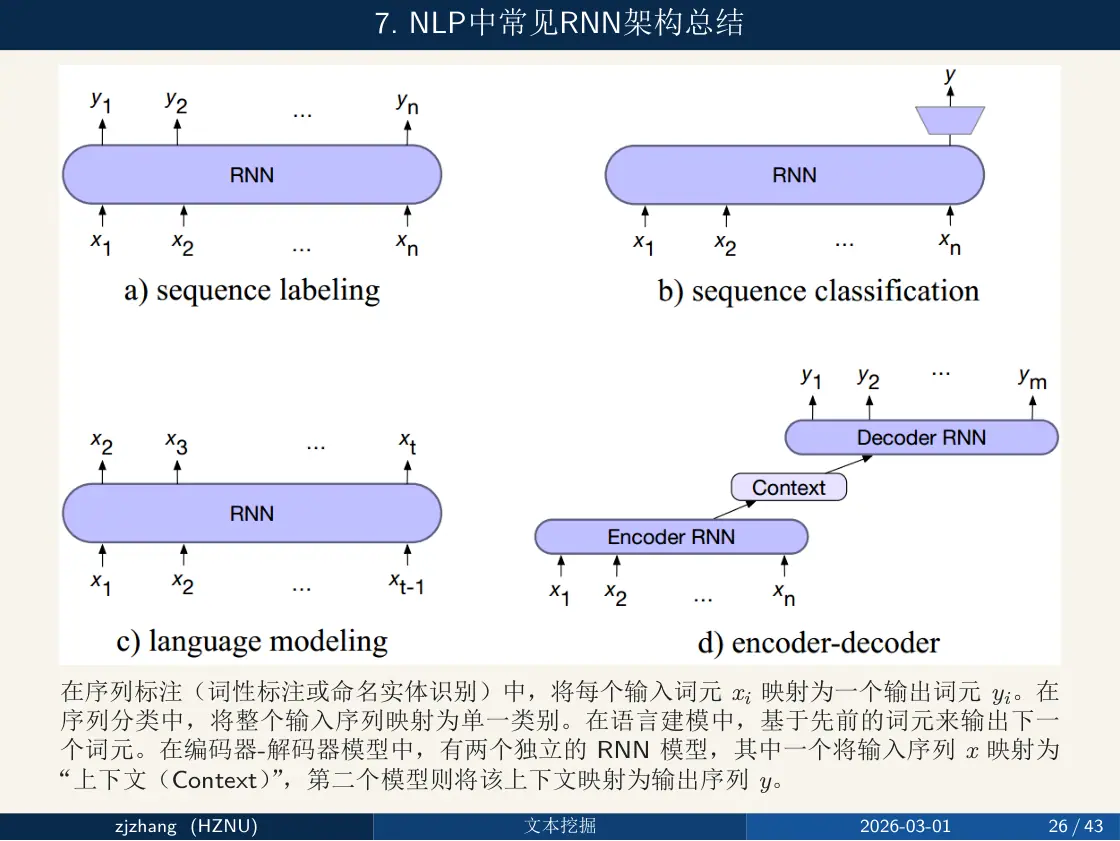 7. NLP中常见RNN架构总结
y1 y2 ... yn
RNN
x1 x2 ... xn
a) sequence labeling
y
RNN
x1 x2 ... xn
b) sequence classification
x2 x3 ... xt
RNN
x1 x2 ... xt-1
c) language modeling
y1 y2 ... ym
Decoder RNN
Context
Encoder RNN
x1 x2 ... xn
d) encoder-decoder
在序列标注（词性标注或命名实体识别）中，将每个输入词元 xi 映射为一个输出词元 yi。在
序列分类中，将整个输入序列映射为单一类别。在语言建模中，基于先前的词元来输出下一
个词元。在编码器-解码器模型中，有两个独立的 RNN 模型，其中一个将输入序列 x 映射为
“上下文（Context）”，第二个模型则将该上下文映射为输出序列 y。
zjzhang (HZNU) 文本挖掘 2026-03-01 26 / 43